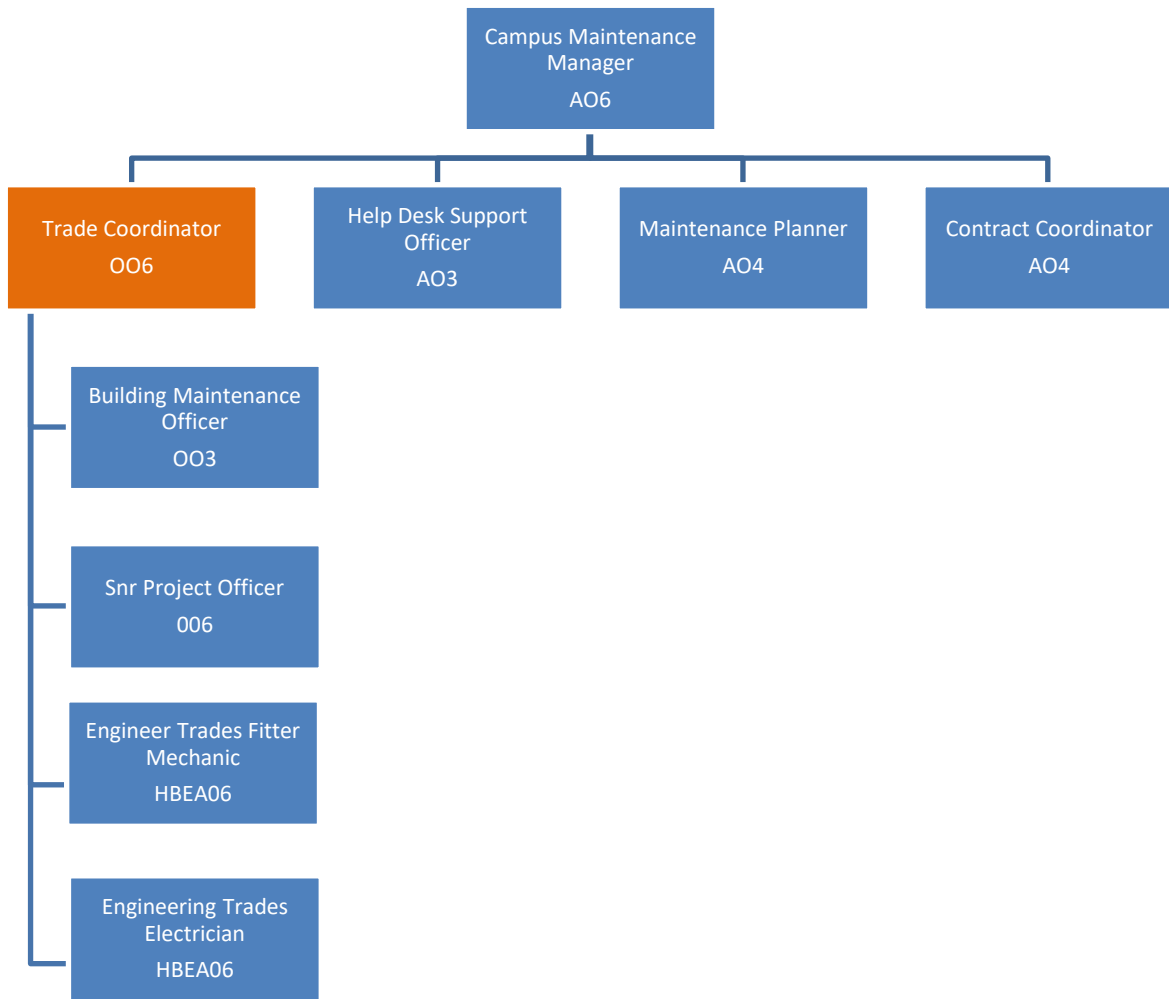 Campus Maintenance
Manager
AO6
Trade Coordinator
OO6
Help Desk Support
Officer
AO3
Maintenance Planner
AO4
Contract Coordinator
AO4
Building Maintenance
Officer
OO3
Snr Project Officer
006
Engineer Trades Fitter
Mechanic
HBEA06
Engineering Trades
Electrician
HBEA06